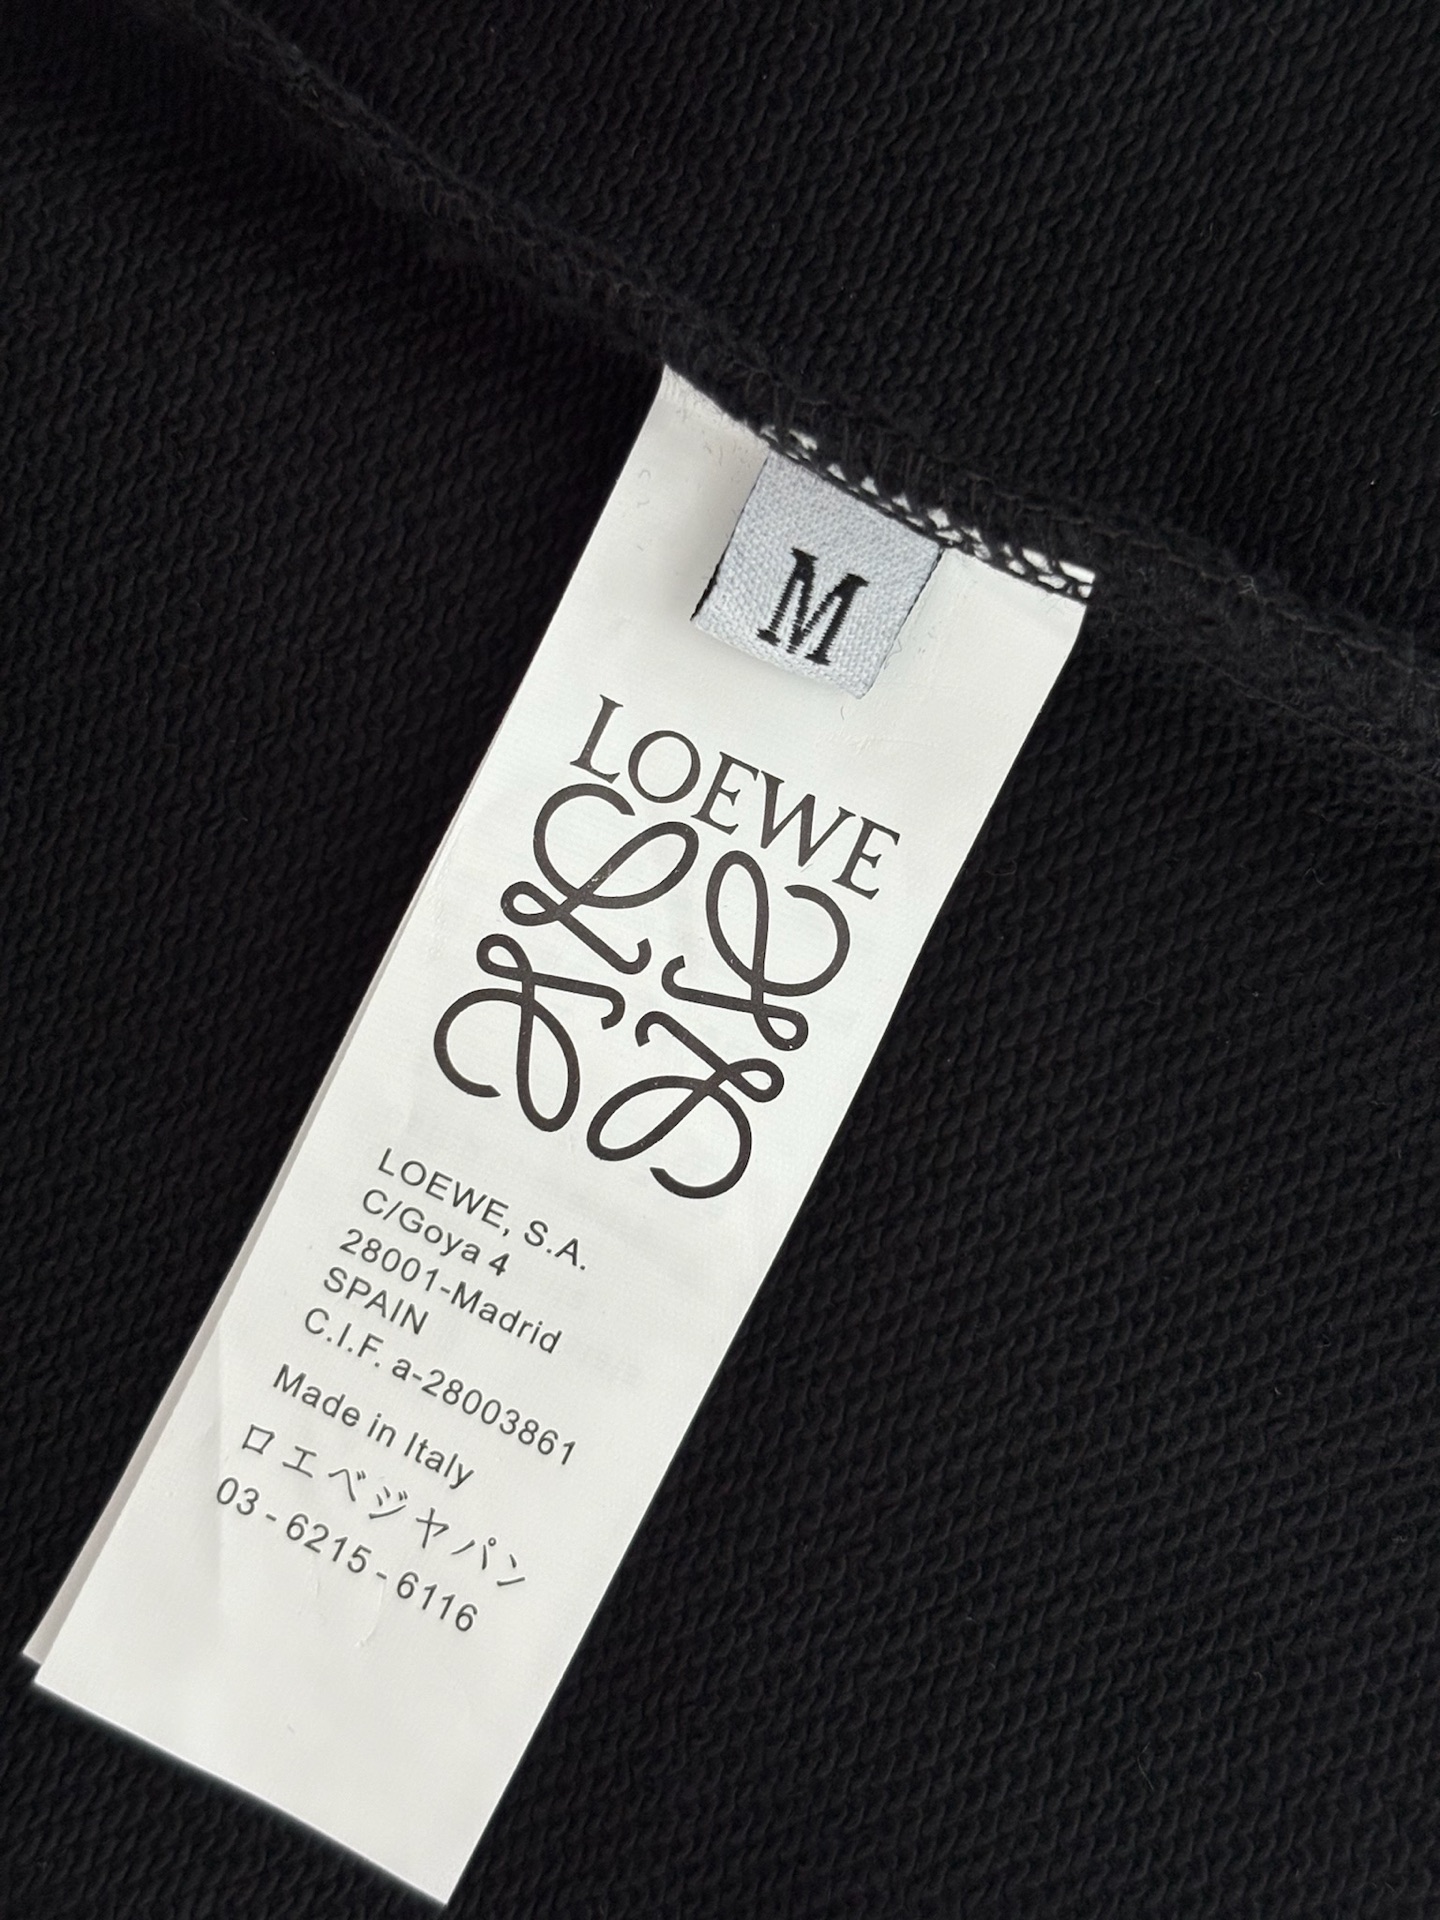 M
LOEWE
LOEWE, S.A.
C/Goya 4
28001-Madrid
SPAIN
C.I.F. a-28003861
Made in Italy
ロエベジャパン
03-6215-6116